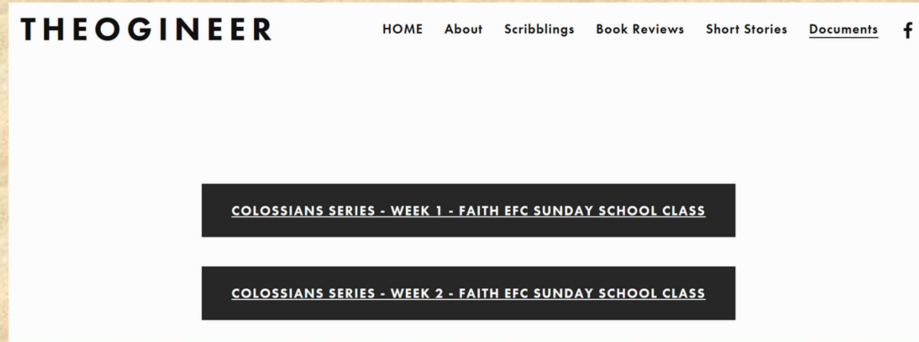 THEOGINEER
HOME About Scribblings Book Reviews Short Stories Documents f
COLOSSIANS SERIES - WEEK 1 - FAITH EFC SUNDAY SCHOOL CLASS
COLOSSIANS SERIES - WEEK 2 - FAITH EFC SUNDAY SCHOOL CLASS